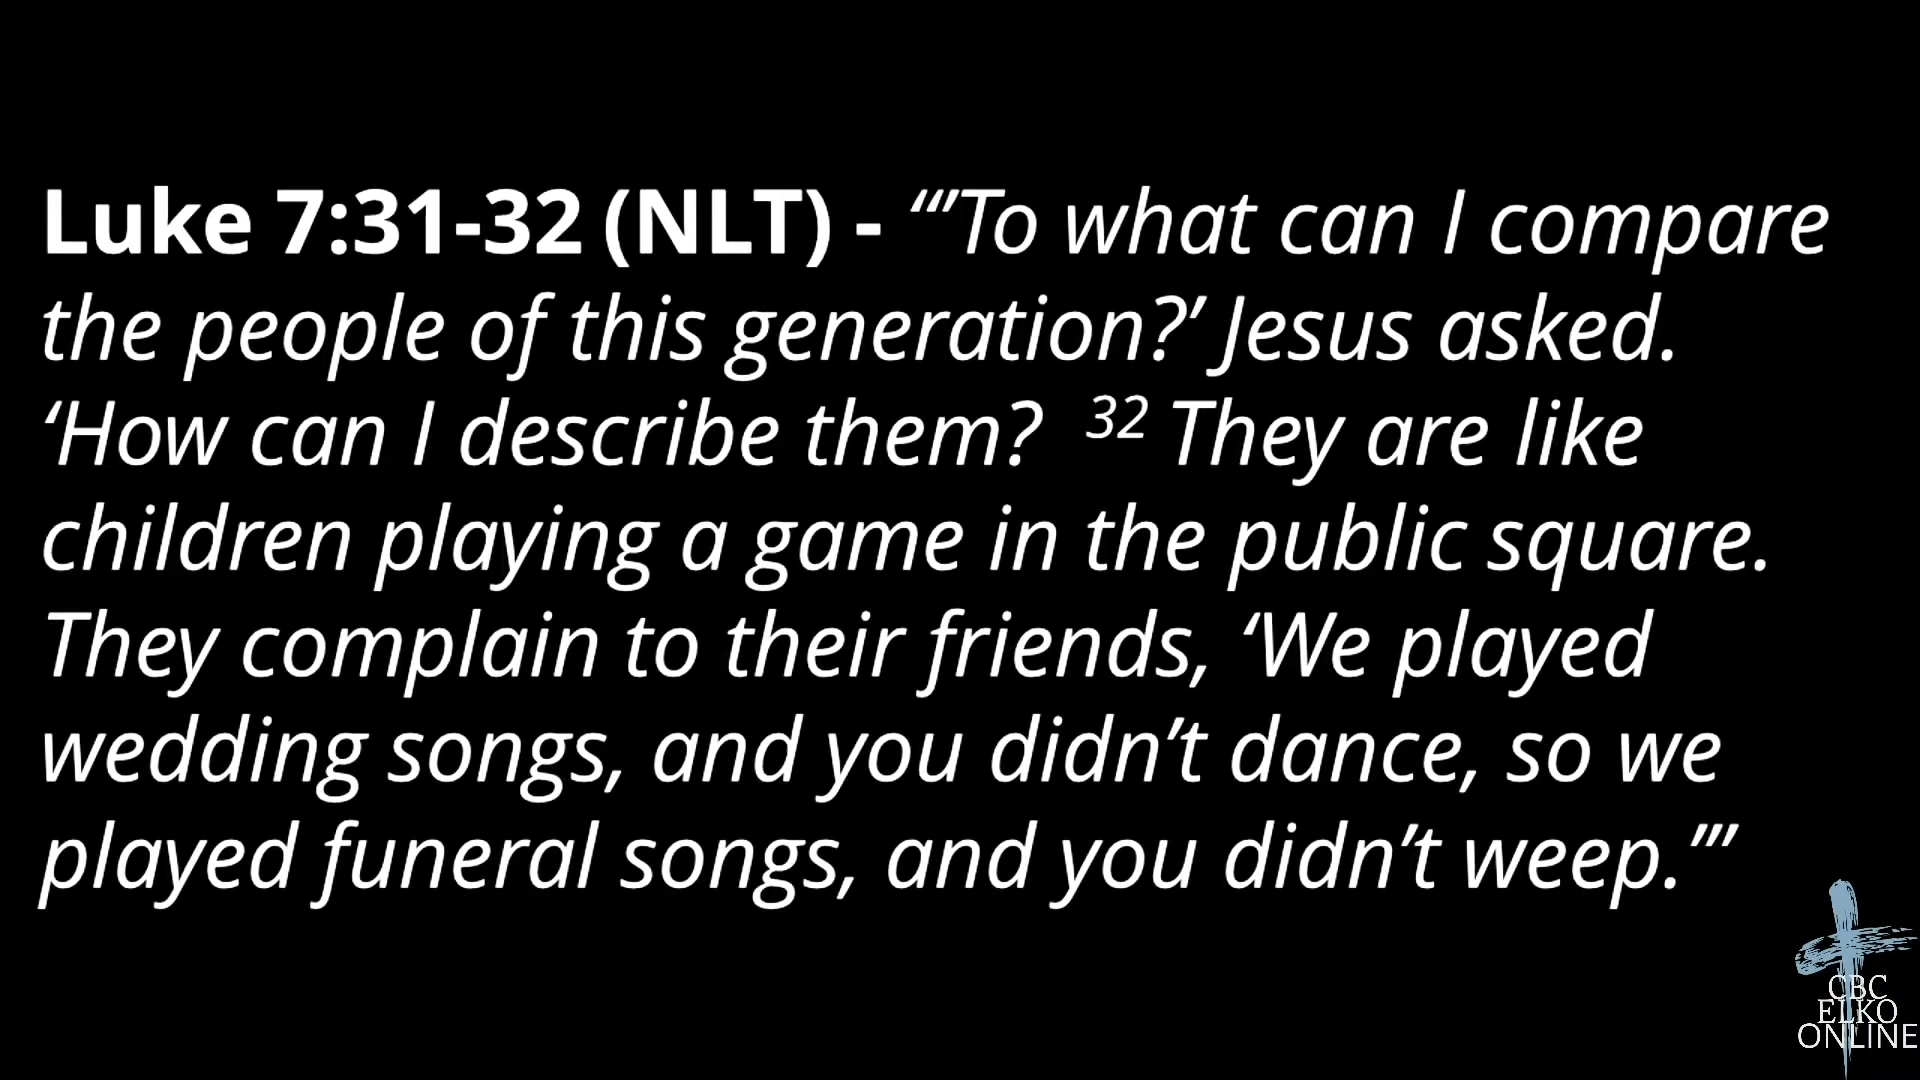 Luke 7:31-32 (NLT) - “‘To what can I compare
the people of this generation?’ Jesus asked.
‘How can I describe them? 32 They are like
children playing a game in the public square.
They complain to their friends, ‘We played
wedding songs, and you didn’t dance, so we
played funeral songs, and you didn’t weep.’”
CBC
ELKO
ONLINE